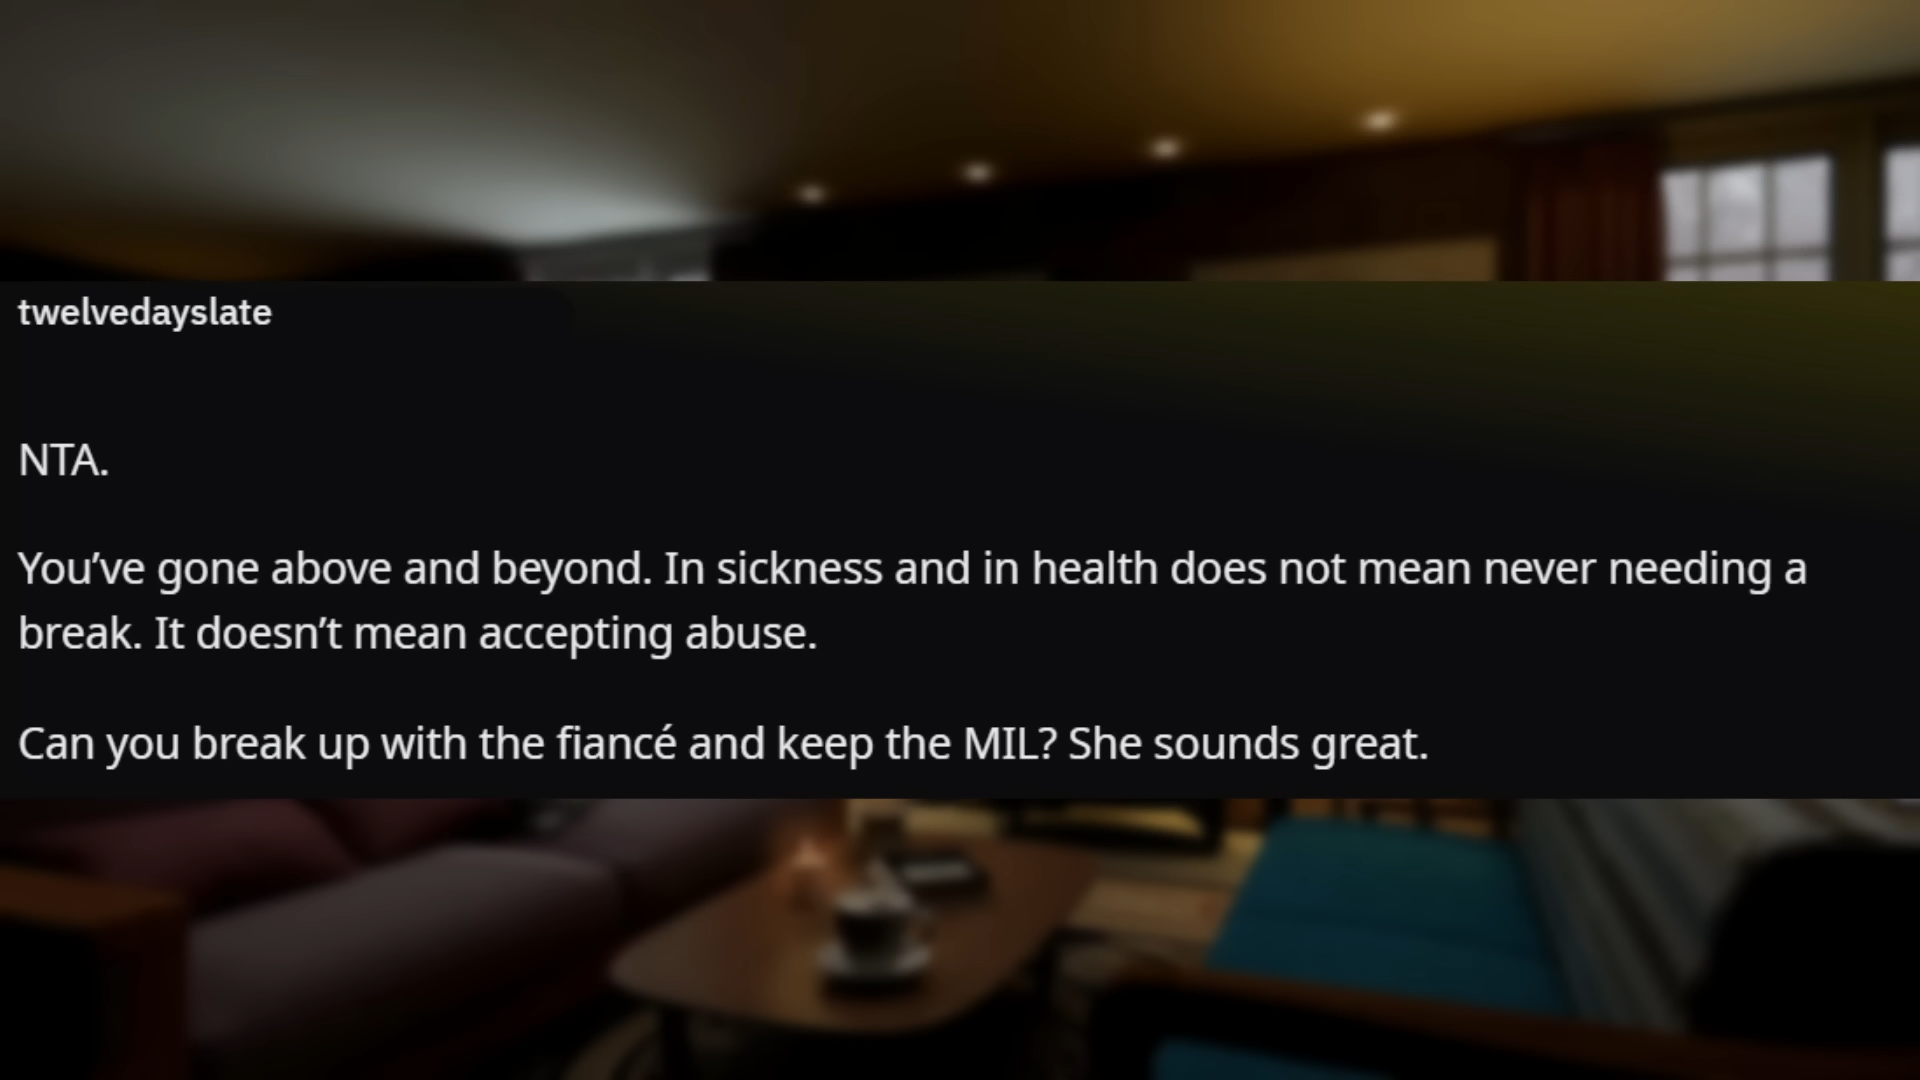 twelvedayslate
NTA.
You’ve gone above and beyond. In sickness and in health does not mean never needing a
break. It doesn’t mean accepting abuse.
Can you break up with the fiancé and keep the MIL? She sounds great.